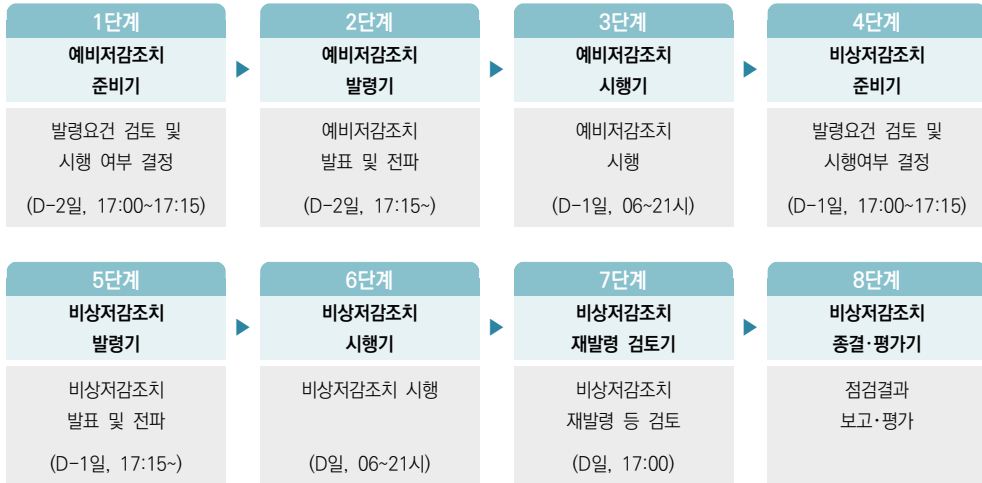 1단계
예비저감조치
준비기
발령요건 검토 및
시행 여부 결정
(D-2일, 17:00~17:15)
2단계
예비저감조치
발령기
예비저감조치
발표 및 전파
(D-2일, 17:15~)
3단계
예비저감조치
시행기
예비저감조치
시행
(D-1일, 06~21시)
4단계
비상저감조치
준비기
발령요건 검토 및
시행여부 결정
(D-1일, 17:00~17:15)
5단계
비상저감조치
발령기
비상저감조치
발표 및 전파
(D-1일, 17:15~)
6단계
비상저감조치
시행기
비상저감조치 시행
(D일, 06~21시)
7단계
비상저감조치
재발령 검토기
비상저감조치
재발령 등 검토
(D일, 17:00)
8단계
비상저감조치
종결·평가기
점검결과
보고·평가